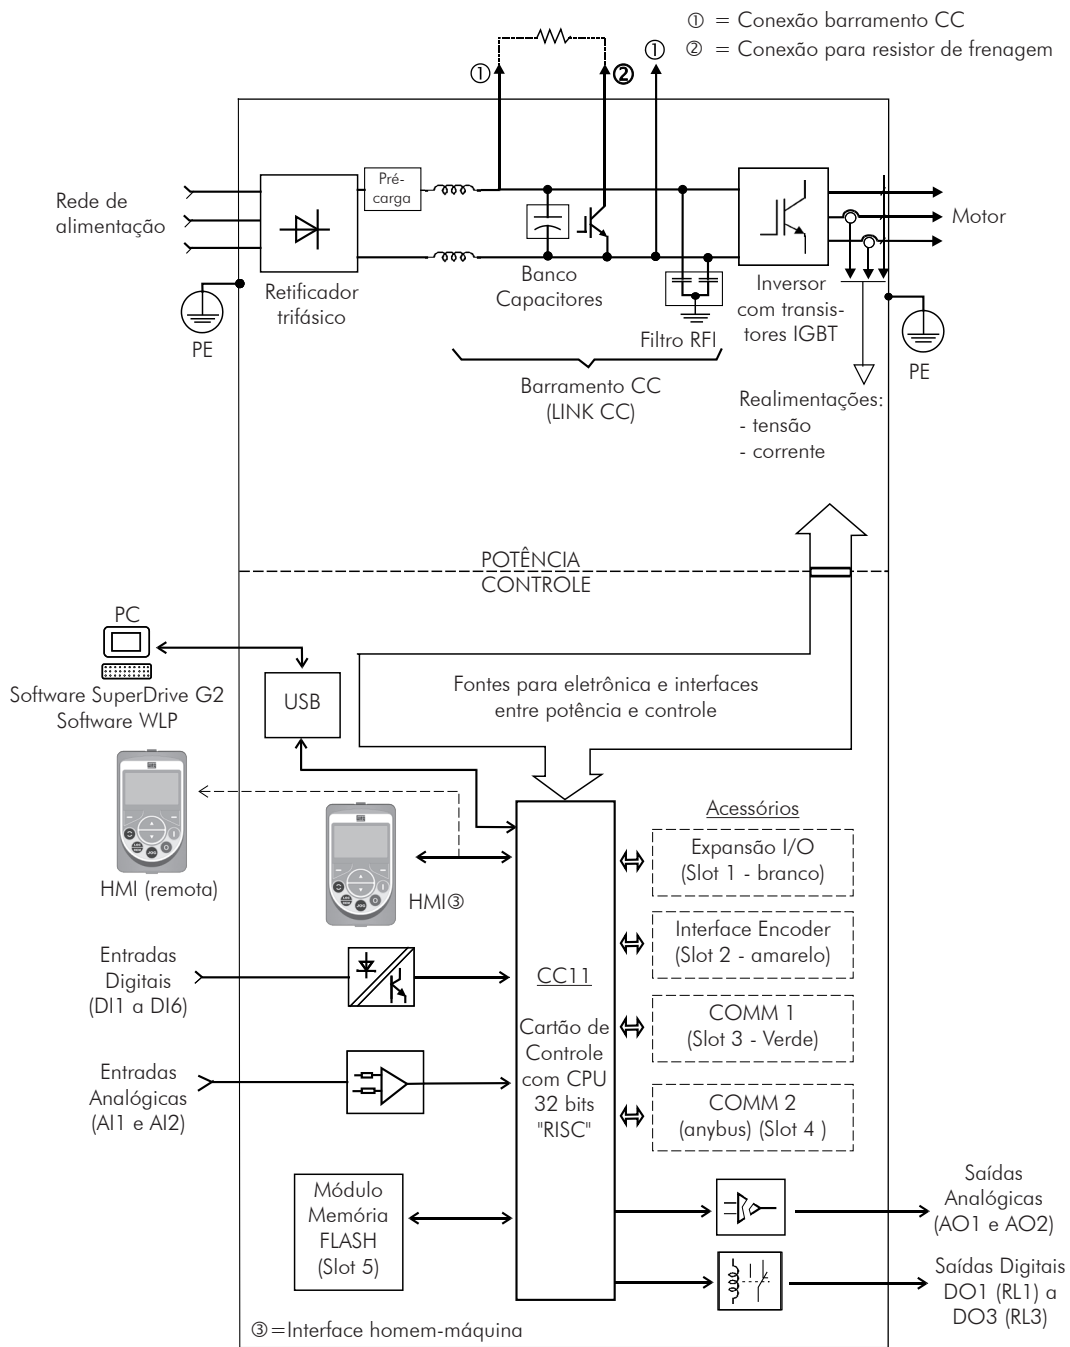 ① = Conexão barramento CC
② = Conexão para resistor de frenagem
①
②
①
Rede de
alimentação
Pré-
carga
Motor
Retificador
trifásico
Banco
Capacitores
Inversor
com transis-
tores IGBT
Filtro RFI
PE
PE
Barramento CC
(LINK CC)
Realimentações:
- tensão
- corrente
POTÊNCIA
CONTROLE
PC
Software SuperDrive G2
Software WLP
USB
Fontes para eletrônica e interfaces
entre potência e controle
HMI (remota)
HMI③
Acessórios
Expansão I/O
(Slot 1 - branco)
Interface Encoder
(Slot 2 - amarelo)
COMM 1
(Slot 3 - Verde)
COMM 2
(anybus) (Slot 4 )
Entradas
Digitais
(DI1 a DI6)
CC11
Cartão de
Controle
com CPU
32 bits
"RISC"
Entradas
Analógicas
(AI1 e AI2)
Módulo
Memória
FLASH
(Slot 5)
Saídas
Analógicas
(AO1 e AO2)
Saídas Digitais
DO1 (RL1) a
DO3 (RL3)
③=Interface homem-máquina